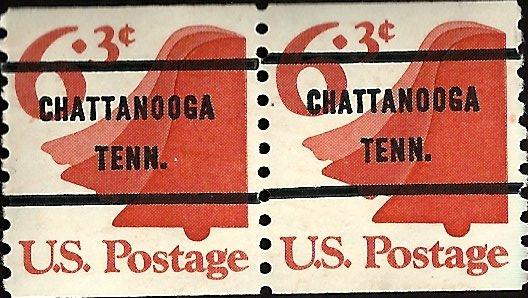 6.3¢
CHATTANOOGA
TENN.
U.S. Postage
6.3¢
CHATTANOOGA
TENN.
U.S. Postage